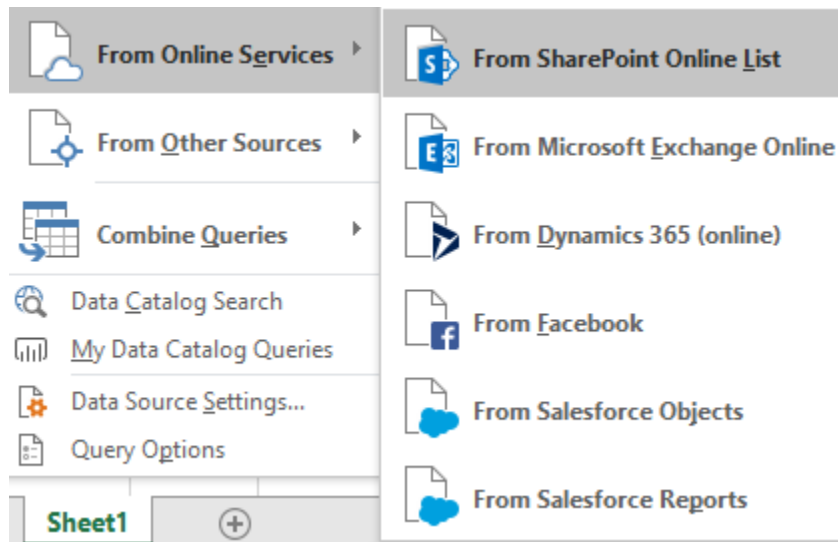 From Online Services
From Other Sources
Combine Queries
Data Catalog Search
My Data Catalog Queries
Data Source Settings...
Query Options
Sheet1
From SharePoint Online List
From Microsoft Exchange Online
From Dynamics 365 (online)
From Facebook
From Salesforce Objects
From Salesforce Reports